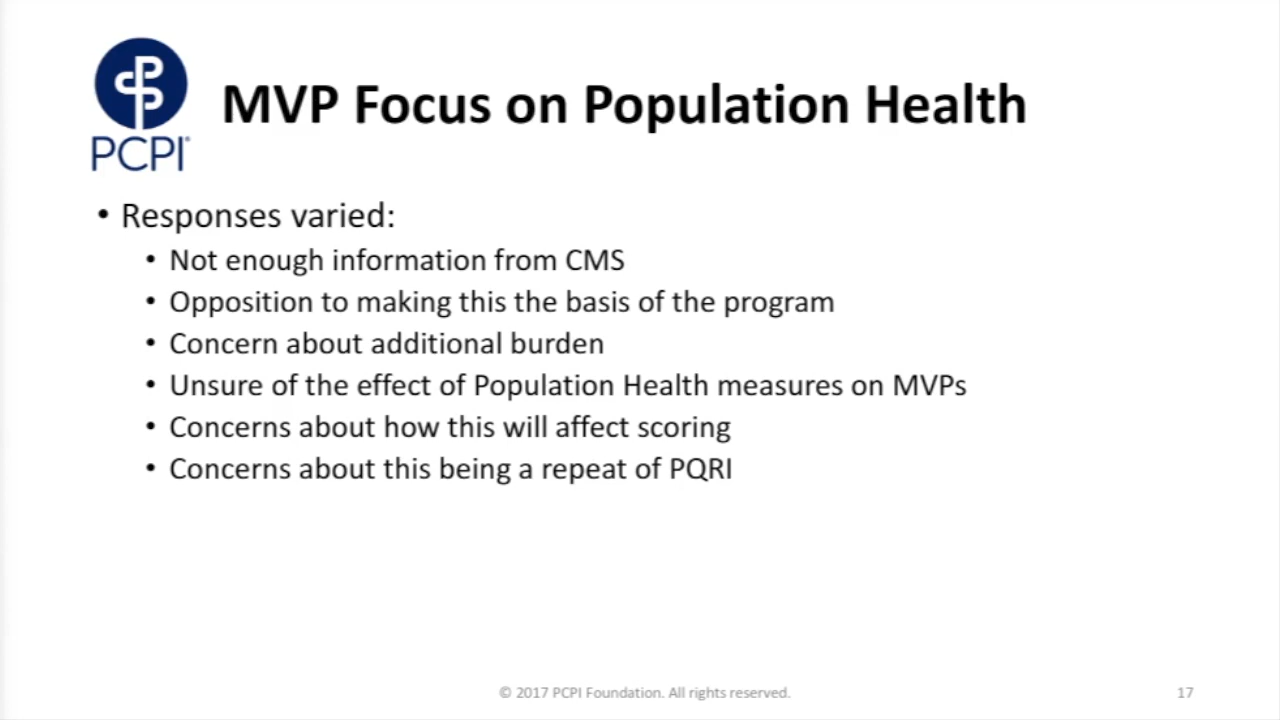 PCPI®
MVP Focus on Population Health
• Responses varied:
• Not enough information from CMS
• Opposition to making this the basis of the program
• Concern about additional burden
• Unsure of the effect of Population Health measures on MVPs
• Concerns about how this will affect scoring
• Concerns about this being a repeat of PQRI
© 2017 PCPI Foundation. All rights reserved.
17